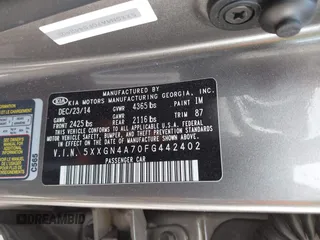 MANUFACTURED BY
KIA KIA MOTORS MANUFACTURING GEORGIA, INC.
DEC/23/14 GVWR 4365 lbs PAINT IM
GAWR FRONT 2425 lbs GAWR REAR 2116 lbs TRIM 87
THIS VEHICLE CONFORMS TO ALL APPLICABLE FEDERAL MOTOR VEHICLE SAFETY, BUMPER, AND THEFT PREVENTION STANDARDS IN EFFECT ON THE DATE OF MANUFACTURE SHOWN ABOVE.
V.I.N. 5XXGN4A70FG442402
PASSENGER CAR
C565
DREAMBID